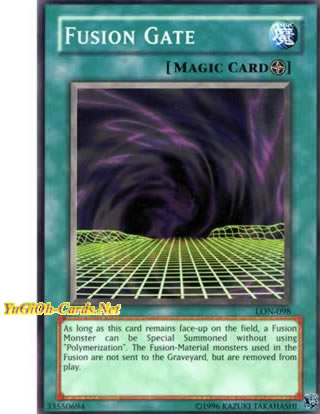 FUSION GATE
[MAGIC CARD]
LON-098
YuGiOh-Cards.Net
As long as this card remains face-up on the field, a Fusion
Monster can be Special Summoned without using
"Polymerization". The Fusion-Material monsters used in the
Fusion are not sent to the Graveyard, but are removed from
play.
33550694
©1996 KAZUKI TAKAHASHI